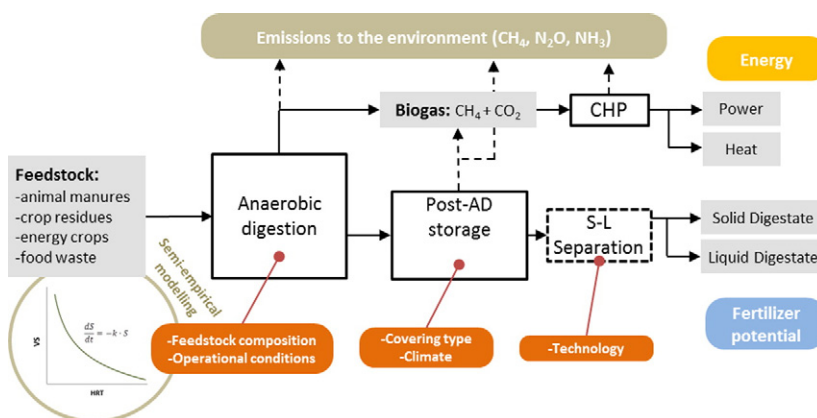 Emissions to the environment (CH₄, N₂O, NH₃)
Energy
Biogas: CH₄ + CO₂
CHP
Power
Heat
Feedstock:
-animal manures
-crop residues
-energy crops
-food waste
Anaerobic
digestion
Post-AD
storage
S-L
Separation
Solid Digestate
Liquid Digestate
Semi-empirical
modelling
VS
dS/dt = -k · S
HRT
-Feedstock composition
-Operational conditions
-Covering type
-Climate
-Technology
Fertilizer
potential